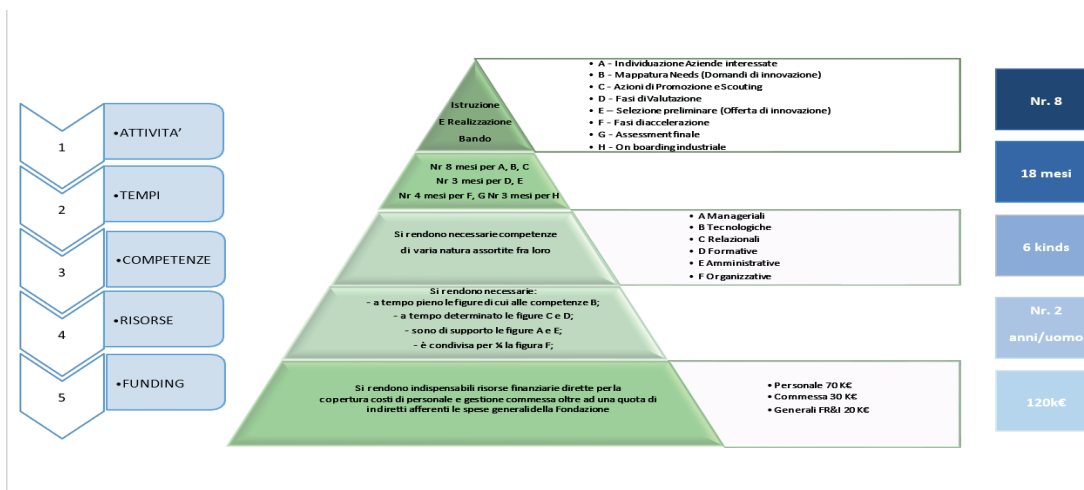 1
•ATTIVITA’
2
•TEMPI
3
•COMPETENZE
4
•RISORSE
5
•FUNDING
Istruzione
E Realizzazione
Bando
• A – Individuazione Aziende interessate
• B – Mappatura Needs (Domandi di innovazione)
• C – Azioni di Promozione e Scouting
• D – Fasi di Valutazione
• E – Selezione preliminare (Offerta di innovazione)
• F – Fasi di accelerazione
• G – Assessment finale
• H – On boarding industriale
Nr. 8
Nr 8 mesi per A, B, C
Nr 3 mesi per D, E
Nr 4 mesi per F, G Nr 3 mesi per H
18 mesi
Si rendono necessarie competenze
di varia natura assortite fra loro
• A Manageriali
• B Tecnologiche
• C Relazionali
• D Formative
• E Amministrative
• F Organizzative
6 kinds
Si rendono necessarie:
– a tempo pieno le figure di cui alle competenze B;
– a tempo determinato le figure C e D;
– sono di supporto le figure A e E;
– è condivisa per ¼ la figura F;
Nr. 2
anni/uomo
Si rendono indispensabili risorse finanziarie dirette per la
copertura costi di personale e gestione commessa oltre ad una quota di
indiretti afferenti le spese generali della Fondazione
• Personale 70 K€
• Commessa 30 K€
• Generali FR&I 20 K€
120k€